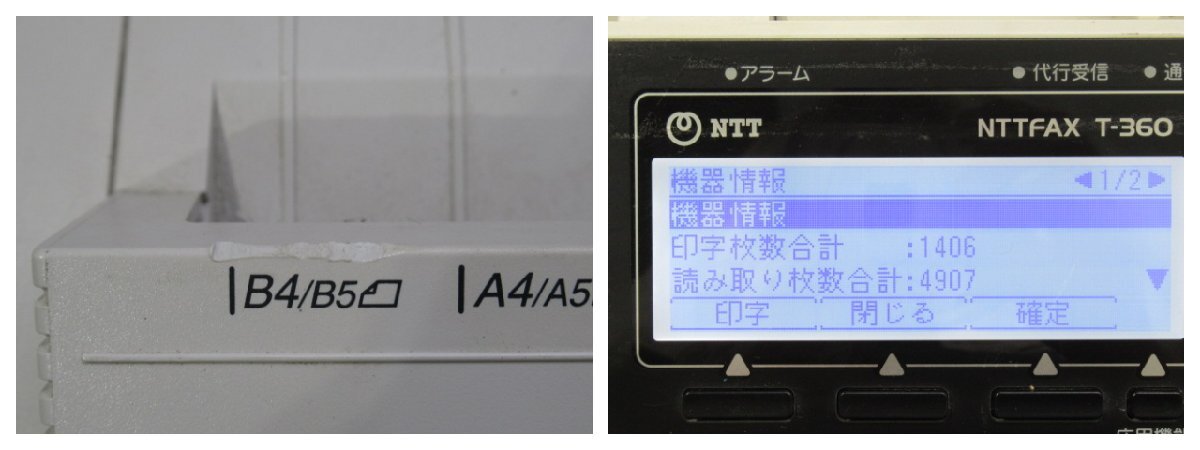 B4/B5 A4/A5
アラーム 代行受信 通
NTT NTTFAX T-360
機器情報 ◀1/2▶
機器情報
印字枚数合計 :1406
読み取り枚数合計:4907 ▼
印字 閉じる 確定